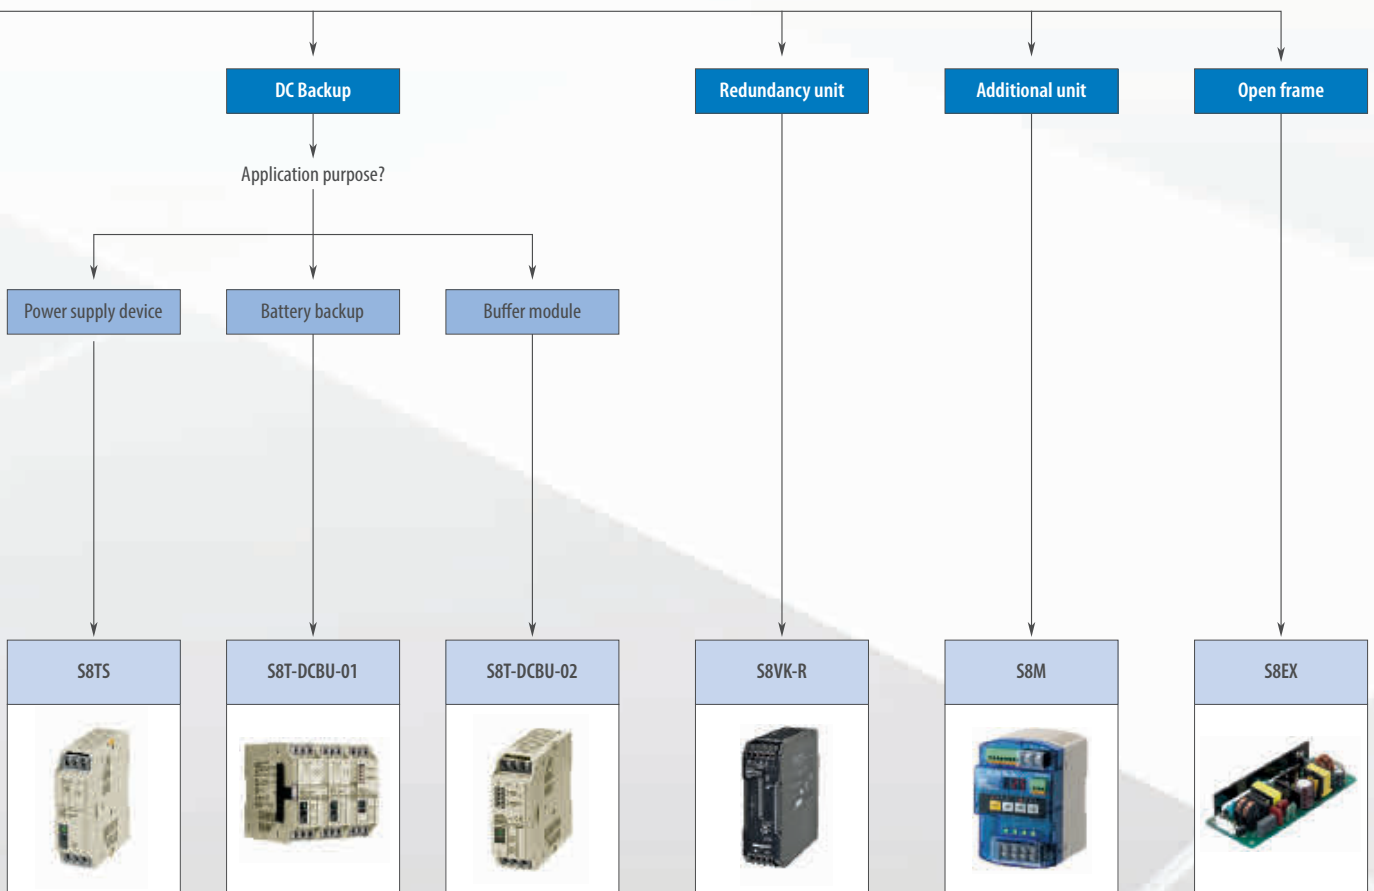 DC Backup
Redundancy unit
Additional unit
Open frame
Application purpose?
Power supply device
Battery backup
Buffer module
S8TS
S8T-DCBU-01
S8T-DCBU-02
S8VK-R
S8M
S8EX